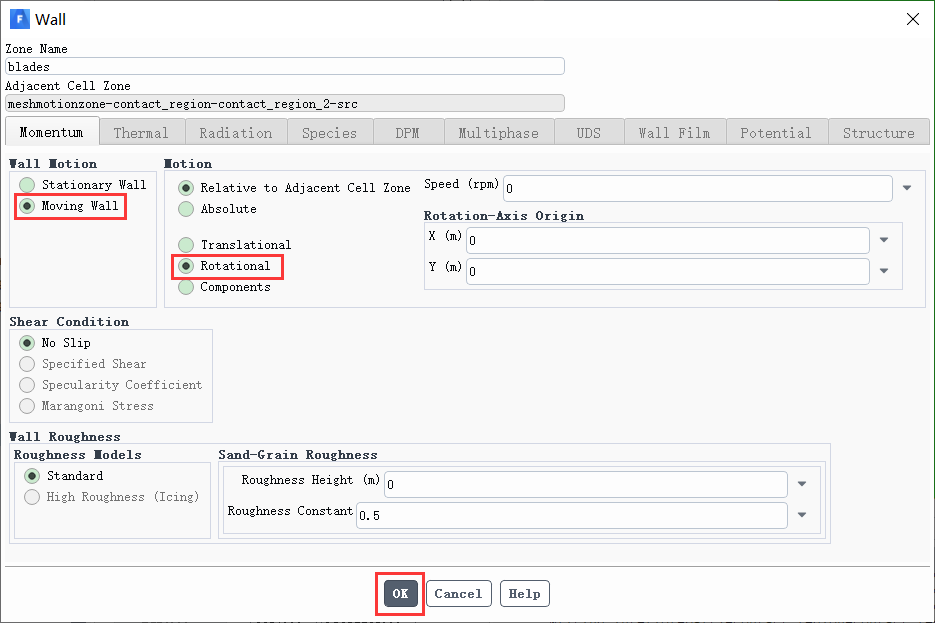 Wall
Zone Name
blades
Adjacent Cell Zone
meshmotionzone-contact_region-contact_region_2-src
Momentum Thermal Radiation Species DPM Multiphase UDS Wall Film Potential Structure
Wall Motion
Stationary Wall
Moving Wall
Motion
Relative to Adjacent Cell Zone
Absolute
Translational
Rotational
Components
Speed (rpm) 0
Rotation-Axis Origin
X (m) 0
Y (m) 0
Shear Condition
No Slip
Specified Shear
Specularity Coefficient
Marangoni Stress
Wall Roughness
Roughness Models
Standard
High Roughness (Icing)
Sand-Grain Roughness
Roughness Height (m) 0
Roughness Constant 0.5
OK Cancel Help